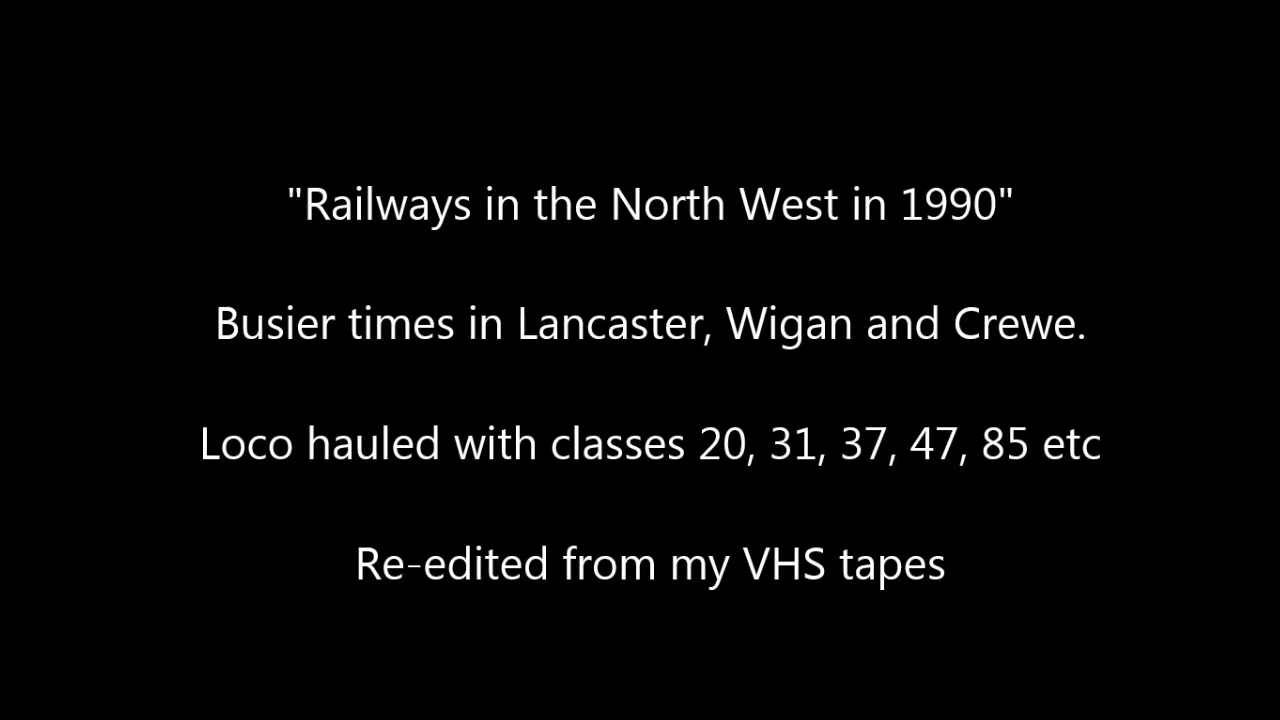 "Railways in the North West in 1990"
Busier times in Lancaster, Wigan and Crewe.
Loco hauled with classes 20, 31, 37, 47, 85 etc
Re-edited from my VHS tapes